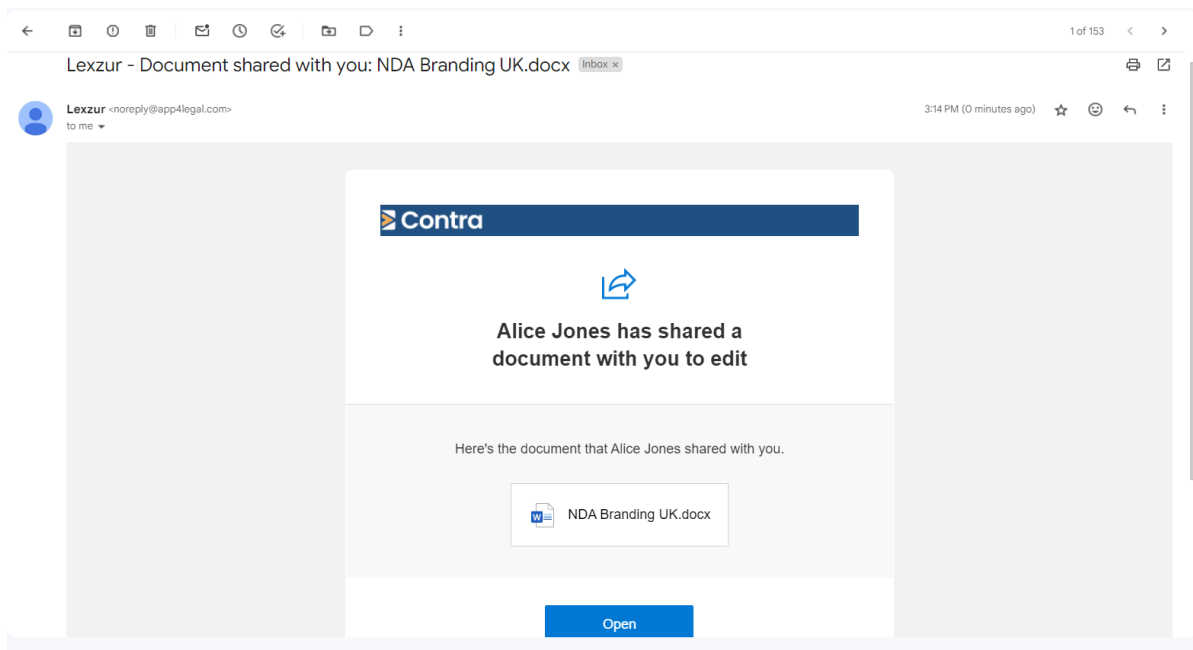 1 of 153
Lexzur - Document shared with you: NDA Branding UK.docx Inbox ×
Lexzur <noreply@app4legal.com> 3:14 PM (0 minutes ago)
to me
Contra
Alice Jones has shared a
document with you to edit
Here's the document that Alice Jones shared with you.
W NDA Branding UK.docx
Open